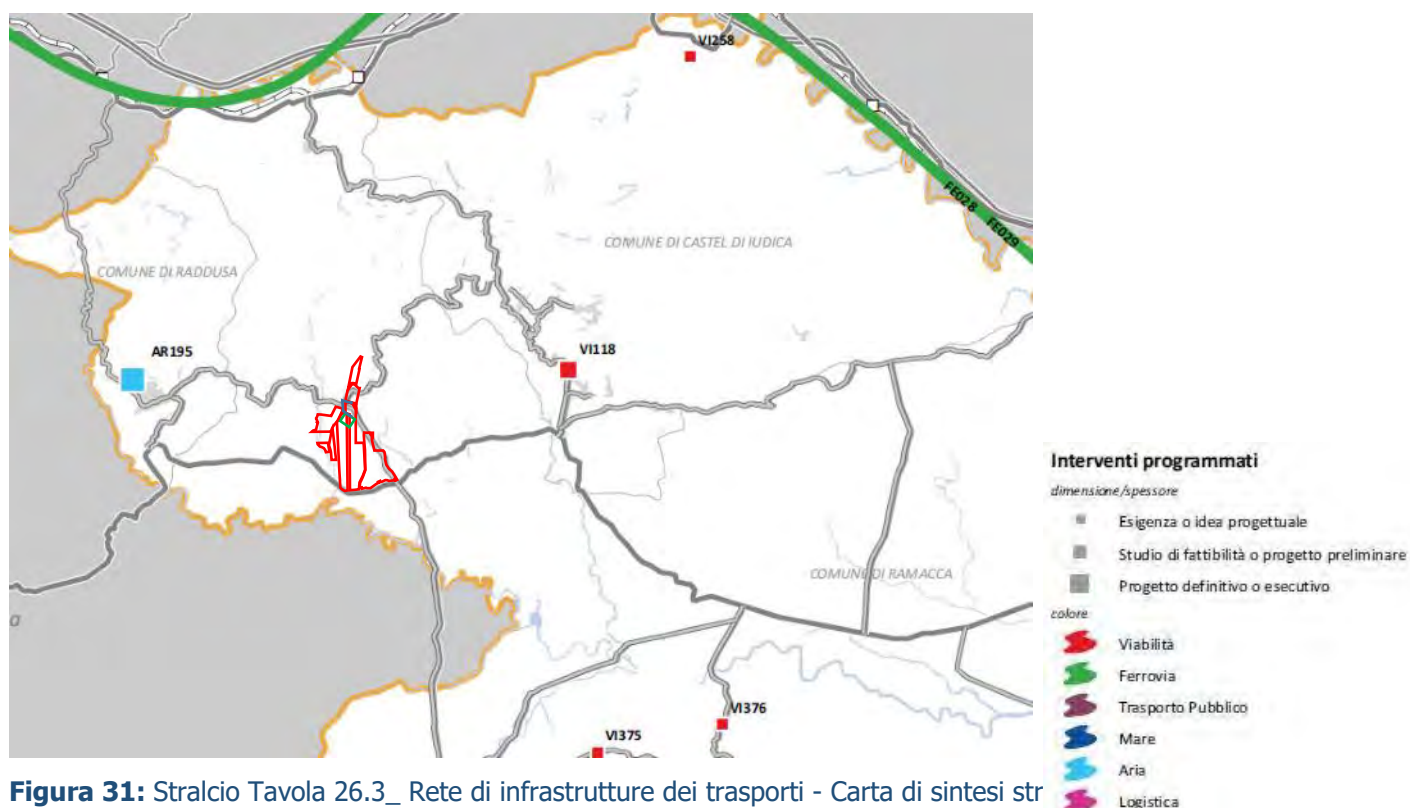 VI258
FE028 FE029
COMUNE DI CASTEL DI IUDICA
COMUNE DI RADDUSA
AR195
VI118
COMUNE DI RAMACCA
a
VI376
VI375
Interventi programmati
dimensione/spessore
Esigenza o idea progettuale
Studio di fattibilità o progetto preliminare
Progetto definitivo o esecutivo
colore
Viabilità
Ferrovia
Trasporto Pubblico
Mare
Aria
Logistica
Figura 31: Stralcio Tavola 26.3_ Rete di infrastrutture dei trasporti - Carta di sintesi str